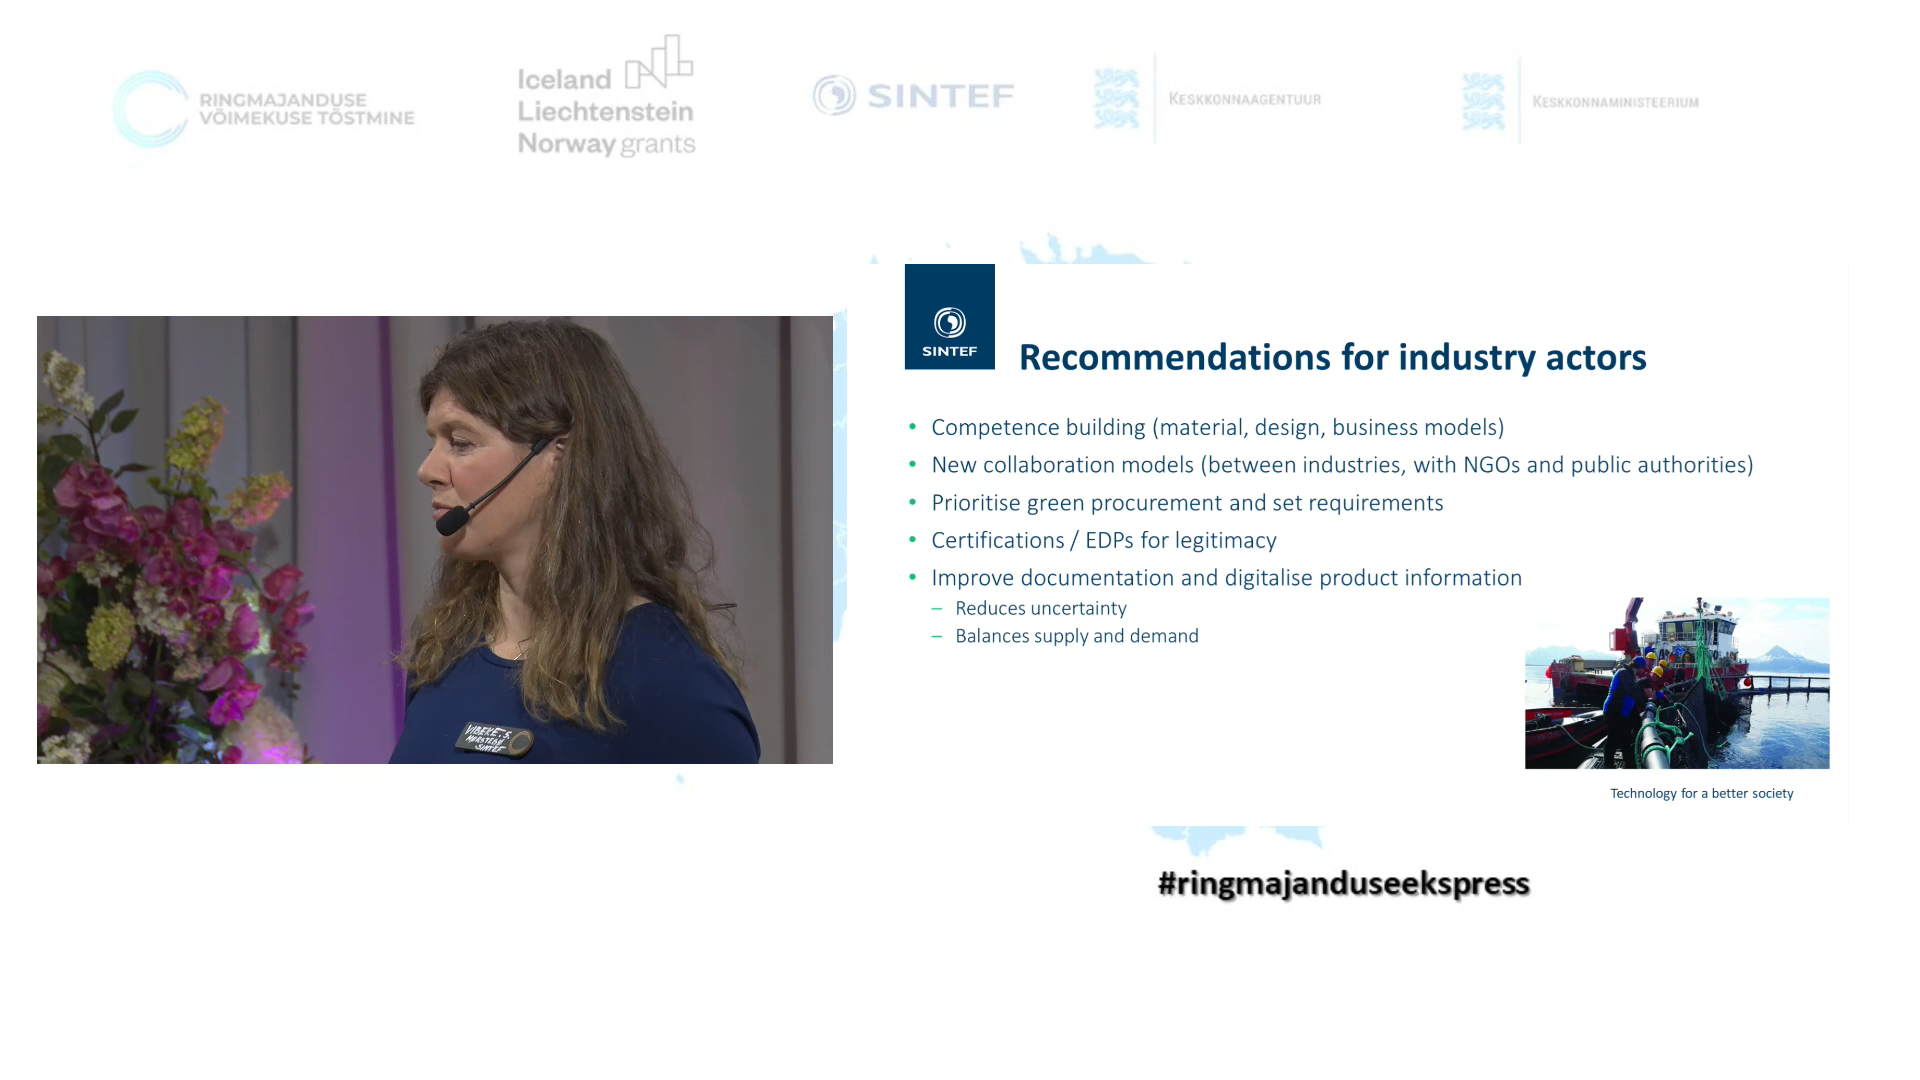 RINGMAJANDUSE
VÕIMEKUSE TÕSTMINE
Iceland
Liechtenstein
Norway grants
SINTEF
KESKKONNAAGENTUUR
KESKKONNAMINISTEERIUM
SINTEF
Recommendations for industry actors
• Competence building (material, design, business models)
• New collaboration models (between industries, with NGOs and public authorities)
• Prioritise green procurement and set requirements
• Certifications / EDPs for legitimacy
• Improve documentation and digitalise product information
– Reduces uncertainty
– Balances supply and demand
VIBEKE S.
SINTEF
Technology for a better society
#ringmajanduseekspress